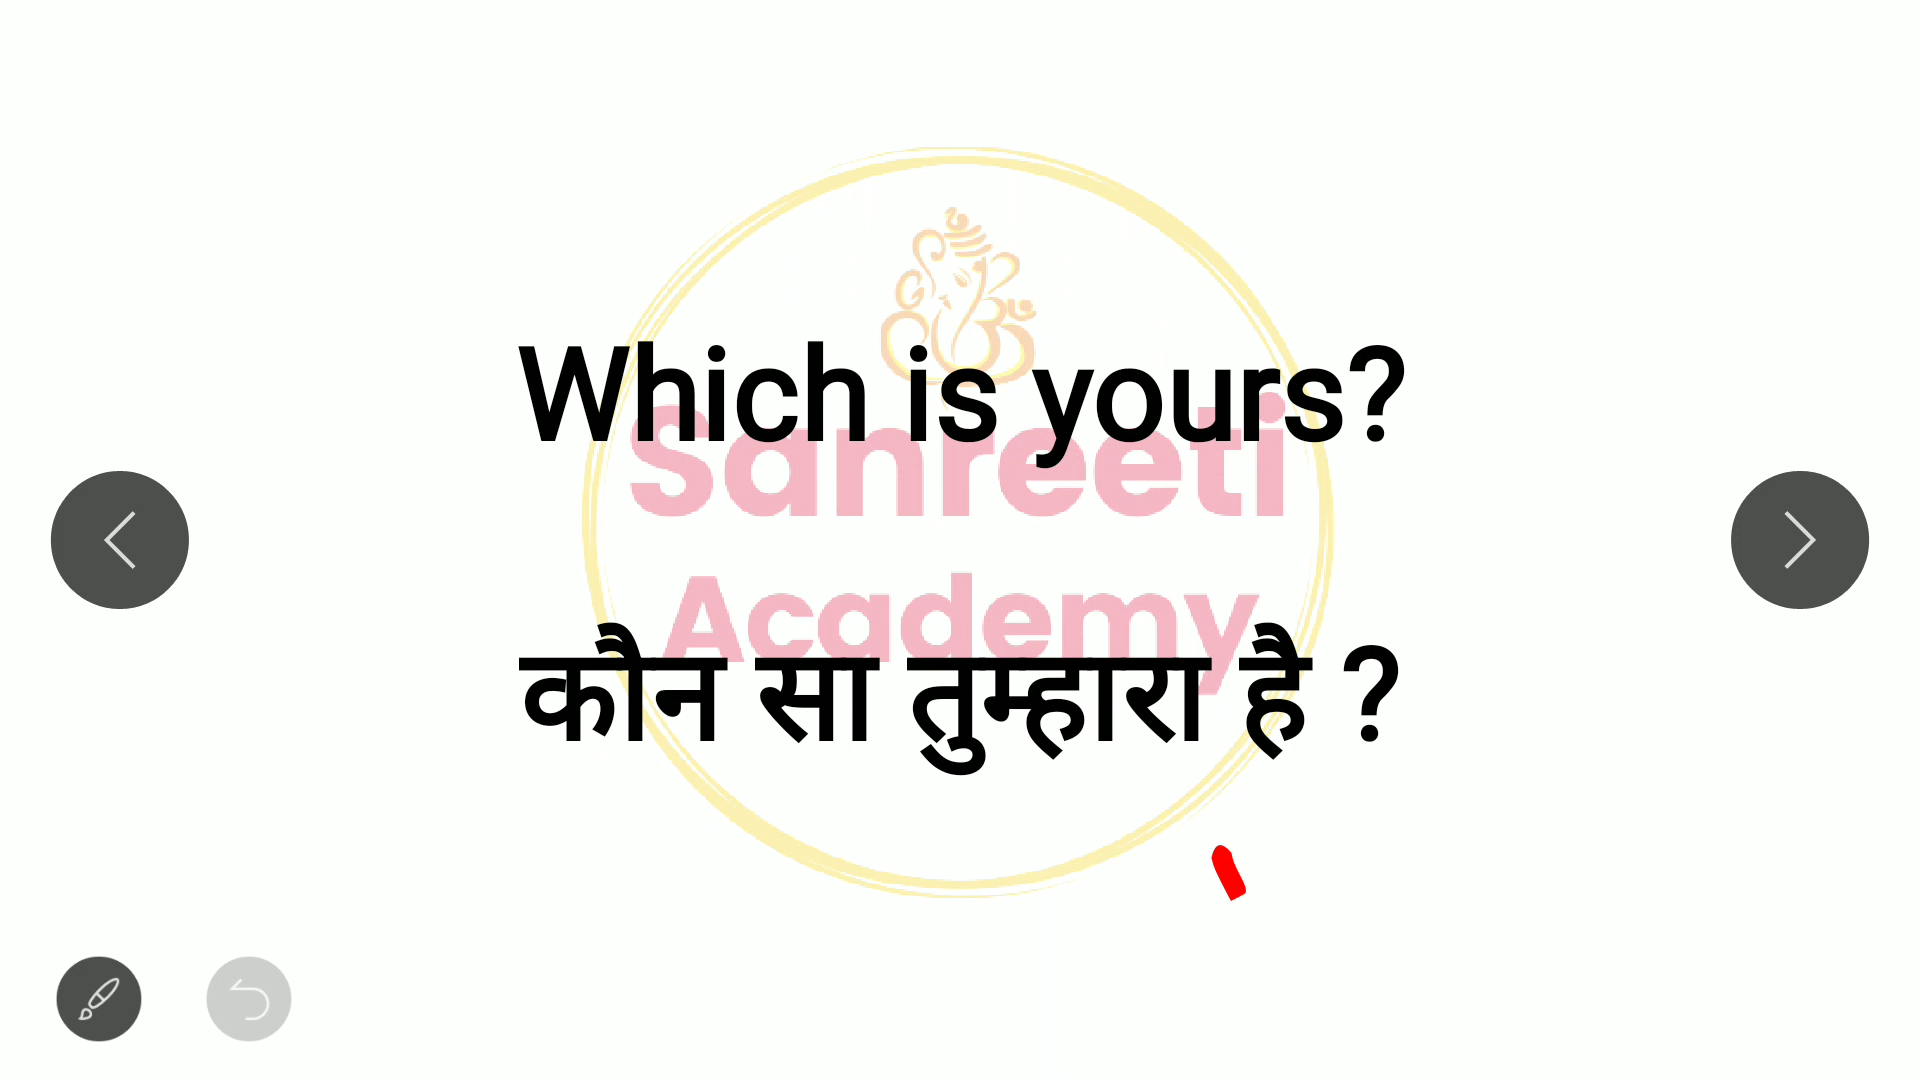 Which is yours?
Sanreeti
Academy
कौन सा तुम्हारा है ?